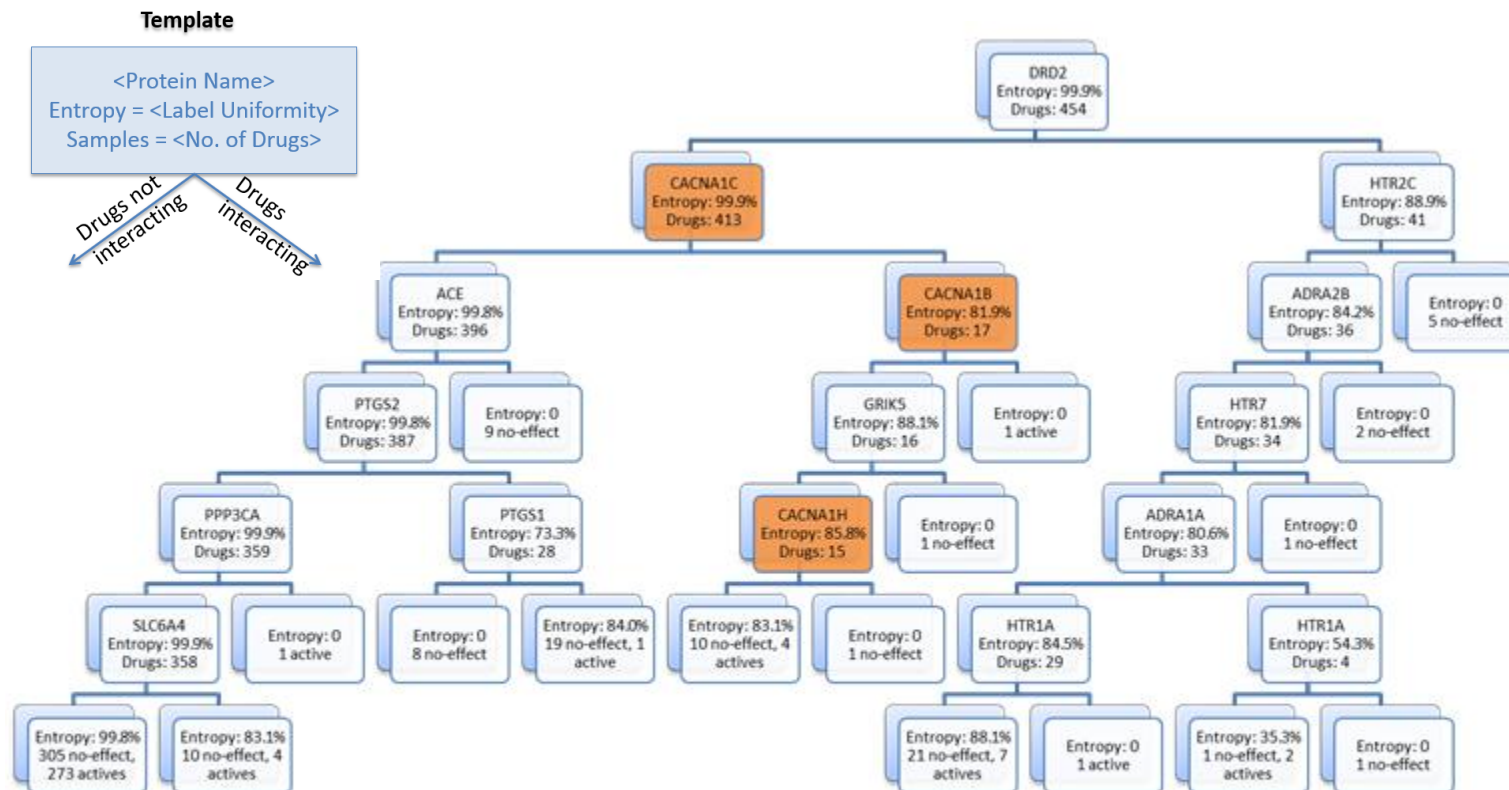 Template
<Protein Name>
Entropy = <Label Uniformity>
Samples = <No. of Drugs>
Drugs not
interacting
Drugs
interacting
DRD2
Entropy: 99.9%
Drugs: 454
CACNA1C
Entropy: 99.9%
Drugs: 413
HTR2C
Entropy: 88.9%
Drugs: 41
ACE
Entropy: 99.8%
Drugs: 396
CACNA1B
Entropy: 81.9%
Drugs: 17
ADRA2B
Entropy: 84.2%
Drugs: 36
Entropy: 0
5 no-effect
PTGS2
Entropy: 99.8%
Drugs: 387
Entropy: 0
9 no-effect
GRIK5
Entropy: 88.1%
Drugs: 16
Entropy: 0
1 active
HTR7
Entropy: 81.9%
Drugs: 34
Entropy: 0
2 no-effect
PPP3CA
Entropy: 99.9%
Drugs: 359
PTGS1
Entropy: 73.3%
Drugs: 28
CACNA1H
Entropy: 85.8%
Drugs: 15
Entropy: 0
1 no-effect
ADRA1A
Entropy: 80.6%
Drugs: 33
Entropy: 0
1 no-effect
SLC6A4
Entropy: 99.9%
Drugs: 358
Entropy: 0
1 active
Entropy: 0
8 no-effect
Entropy: 84.0%
19 no-effect, 1
active
Entropy: 83.1%
10 no-effect, 4
actives
Entropy: 0
1 no-effect
HTR1A
Entropy: 84.5%
Drugs: 29
HTR1A
Entropy: 54.3%
Drugs: 4
Entropy: 99.8%
305 no-effect,
273 actives
Entropy: 83.1%
10 no-effect, 4
actives
Entropy: 88.1%
21 no-effect, 7
actives
Entropy: 0
1 active
Entropy: 35.3%
1 no-effect, 2
actives
Entropy: 0
1 no-effect